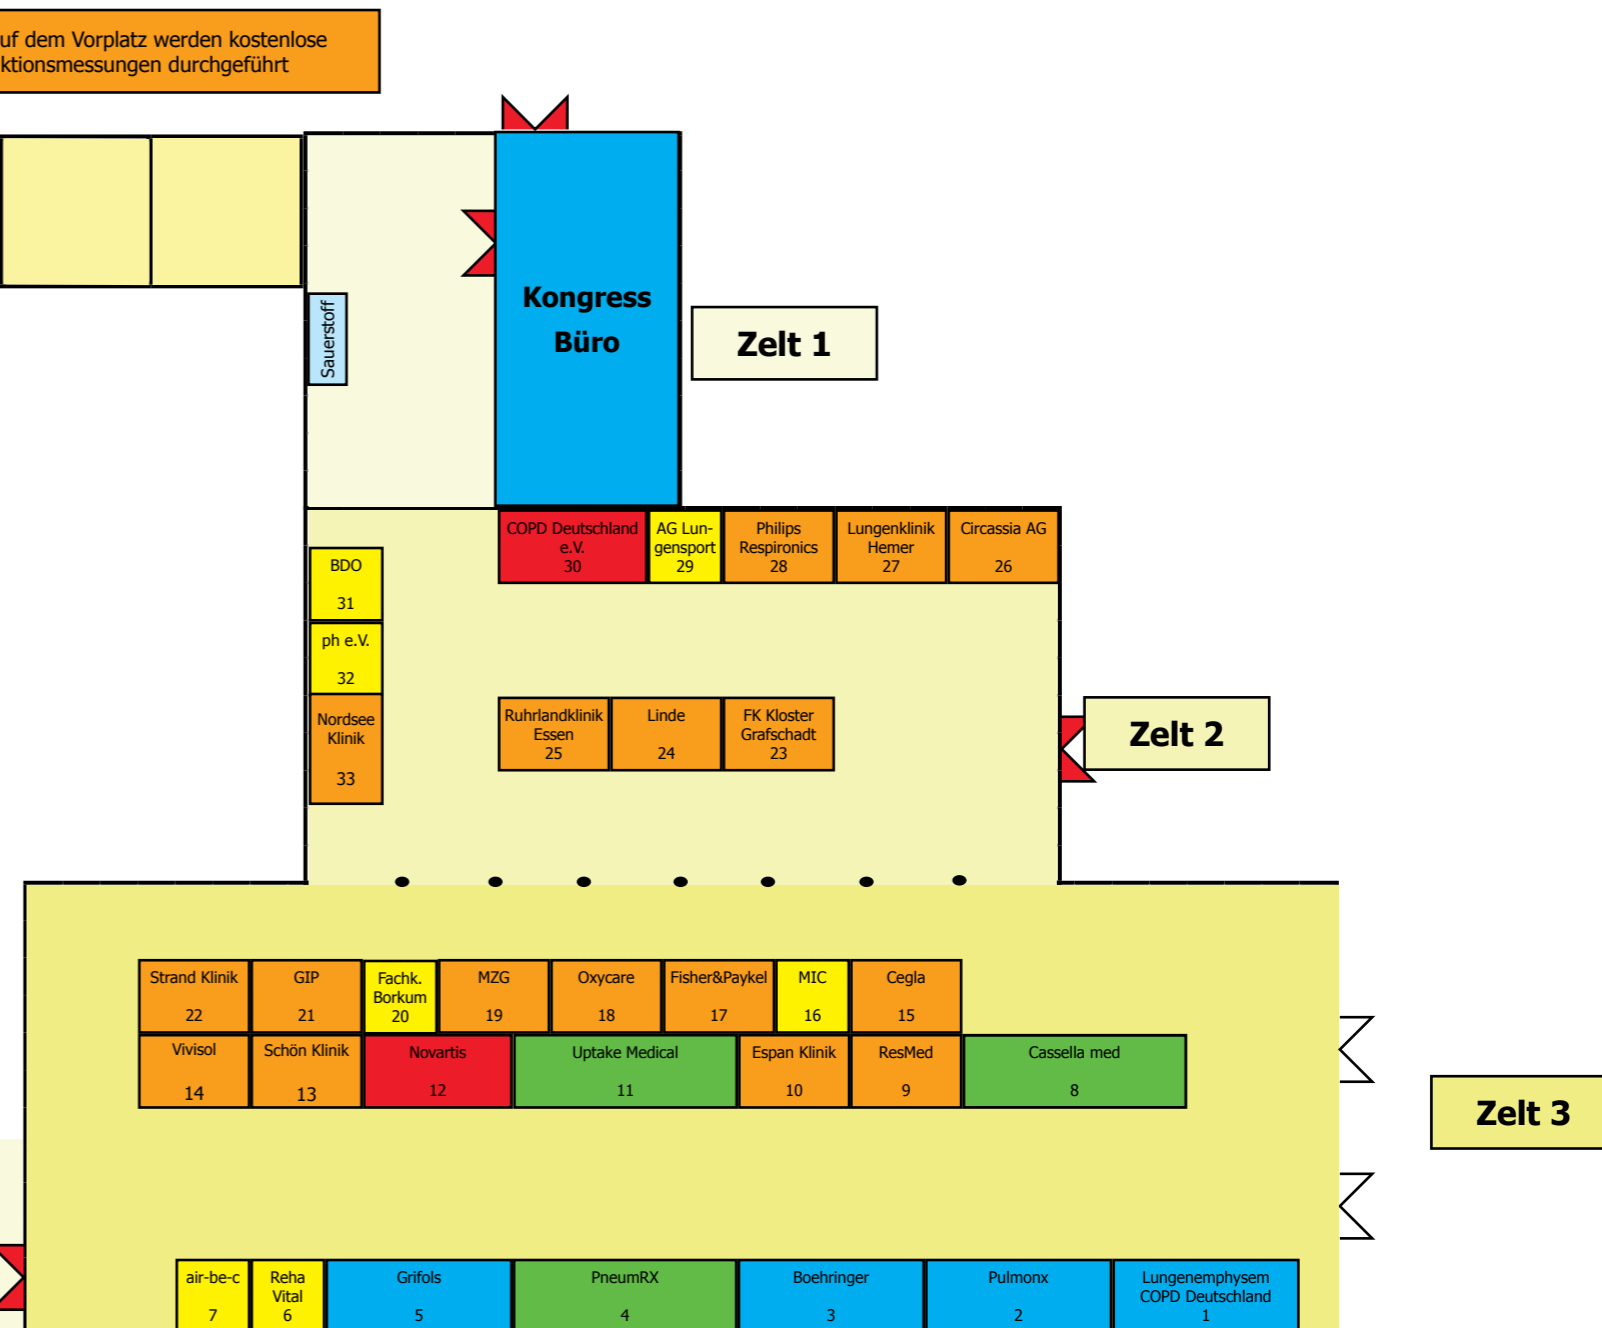 uf dem Vorplatz werden kostenlose
ktionsmessungen durchgeführt
Kongress
Büro
Sauerstoff
Zelt 1
COPD Deutschland
e.V.
30
AG Lun-
gensport
29
Philips
Respironics
28
Lungenklinik
Hemer
27
Circassia AG
26
BDO
31
ph e.V.
32
Nordsee
Klinik
33
Ruhrlandklinik
Essen
25
Linde
24
FK Kloster
Grafschadt
23
Zelt 2
Strand Klinik
22
GIP
21
Fachk.
Borkum
20
MZG
19
Oxycare
18
Fisher&Paykel
17
MIC
16
Cegla
15
Vivisol
14
Schön Klinik
13
Novartis
12
Uptake Medical
11
Espan Klinik
10
ResMed
9
Cassella med
8
Zelt 3
air-be-c
7
Reha
Vital
6
Grifols
5
PneumRX
4
Boehringer
3
Pulmonx
2
Lungenemphysem
COPD Deutschland
1